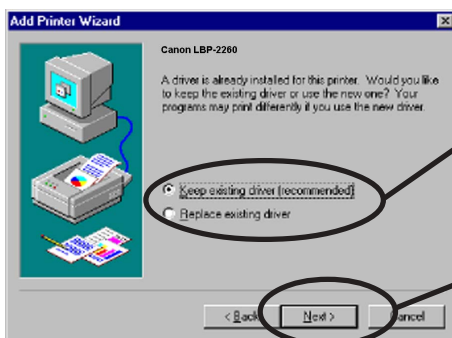 Add Printer Wizard
Canon LBP-2260
A driver is already installed for this printer. Would you like
to keep the existing driver or use the new one? Your
programs may print differently if you use the new driver.
Keep existing driver (recommended)
Replace existing driver
< Back
Next >
Cancel